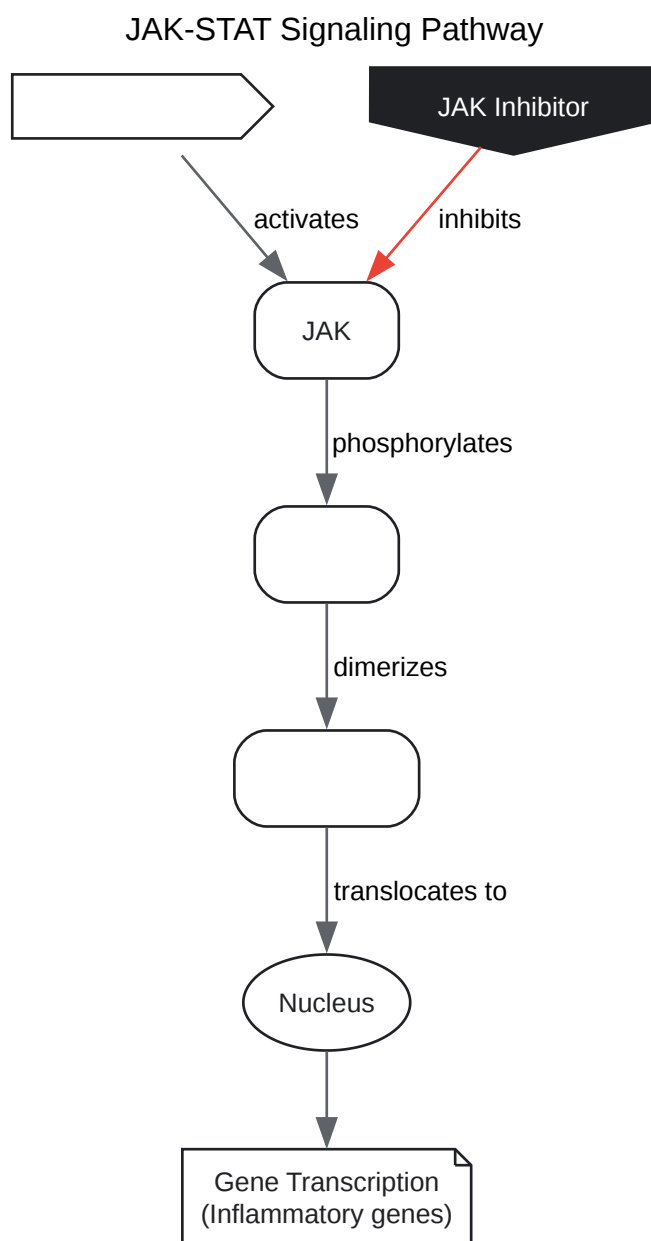 JAK-STAT Signaling Pathway
JAK Inhibitor
activates
inhibits
JAK
phosphorylates
dimerizes
translocates to
Nucleus
Gene Transcription
(Inflammatory genes)